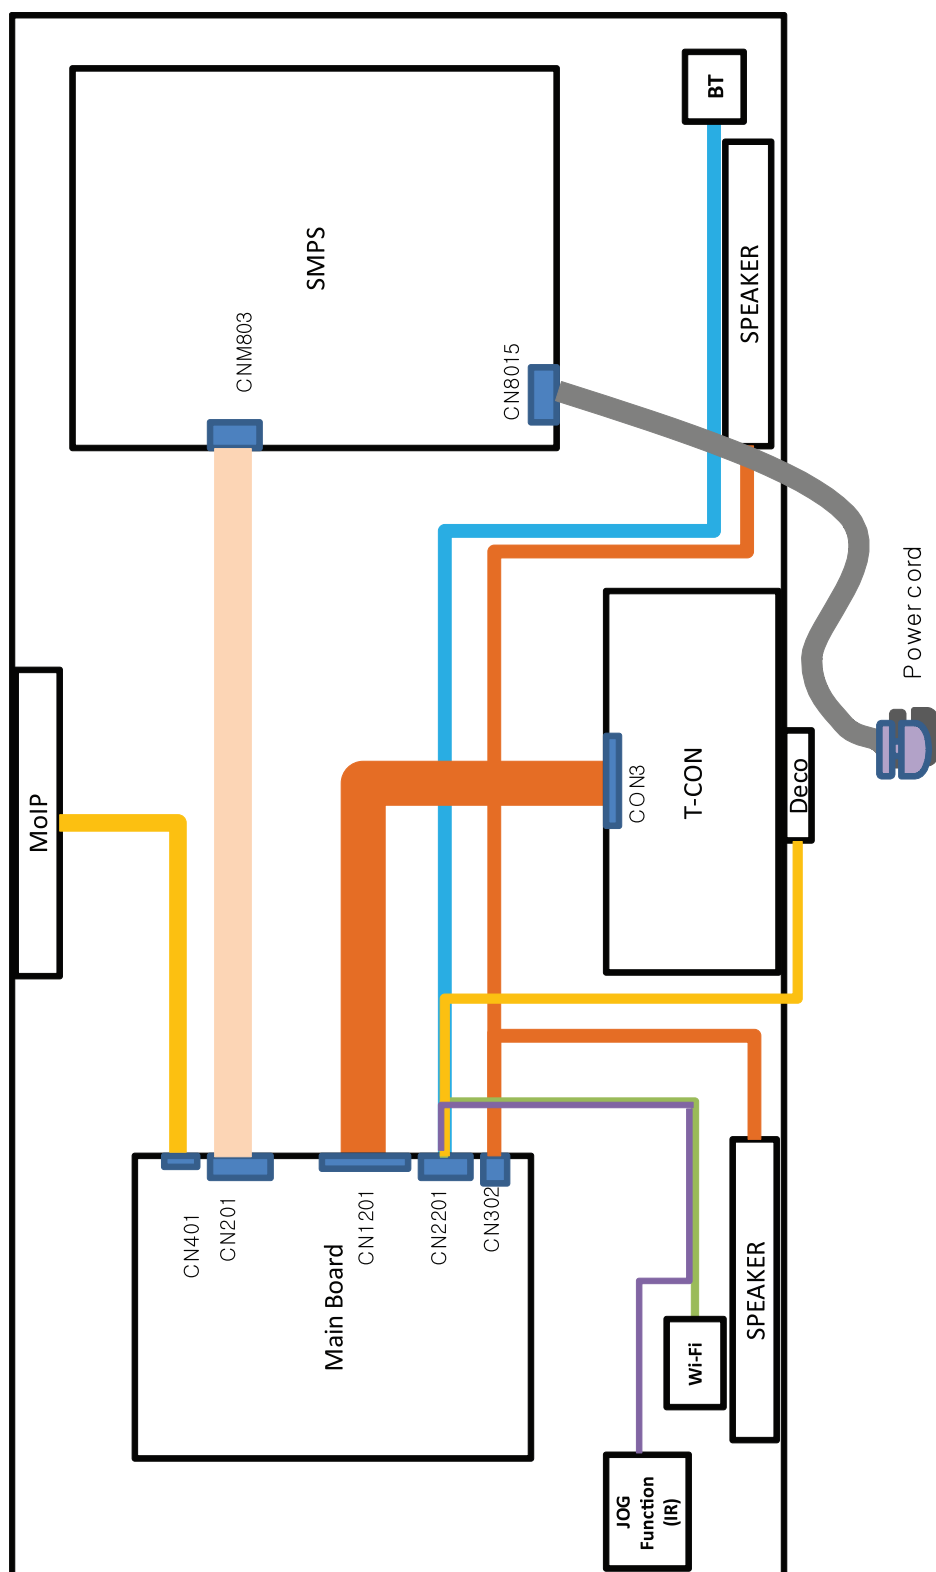 MoIP
SMPS
CNM803
CN8015
BT
SPEAKER
Power cord
T-CON
CON3
Deco
Main Board
CN401
CN201
CN1201
CN2201
CN302
SPEAKER
Wi-Fi
JOG
Function
(IR)